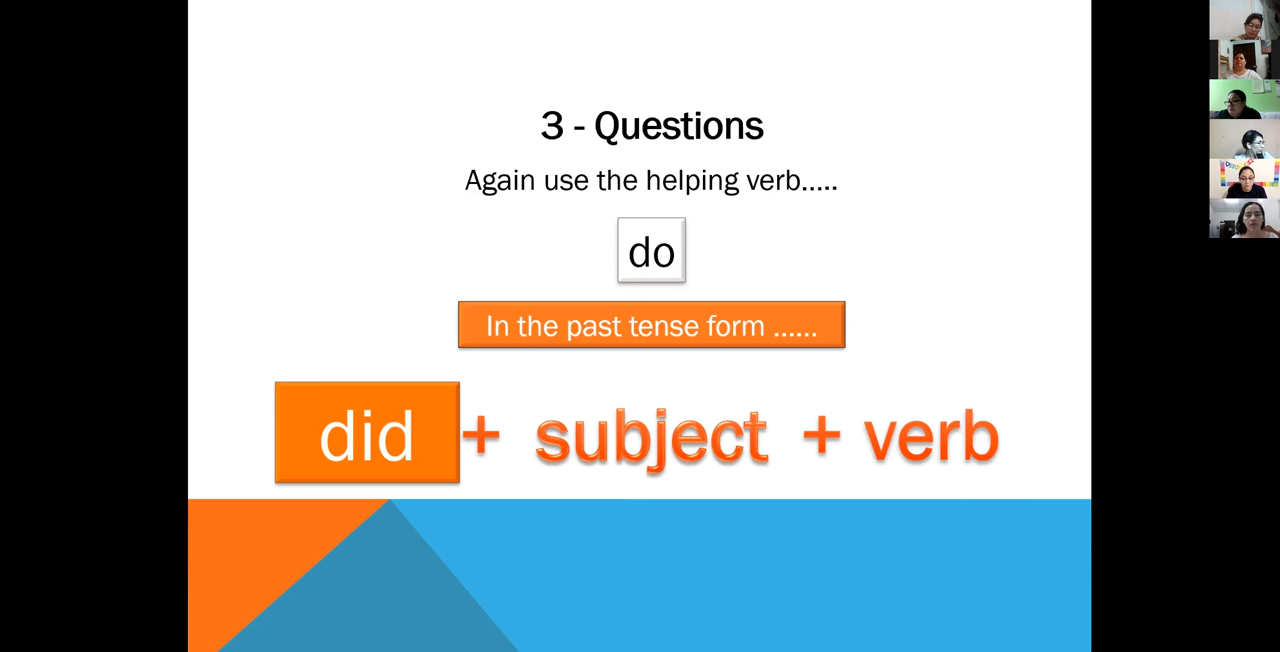 3 - Questions
Again use the helping verb.....
do
In the past tense form ......
did + subject + verb